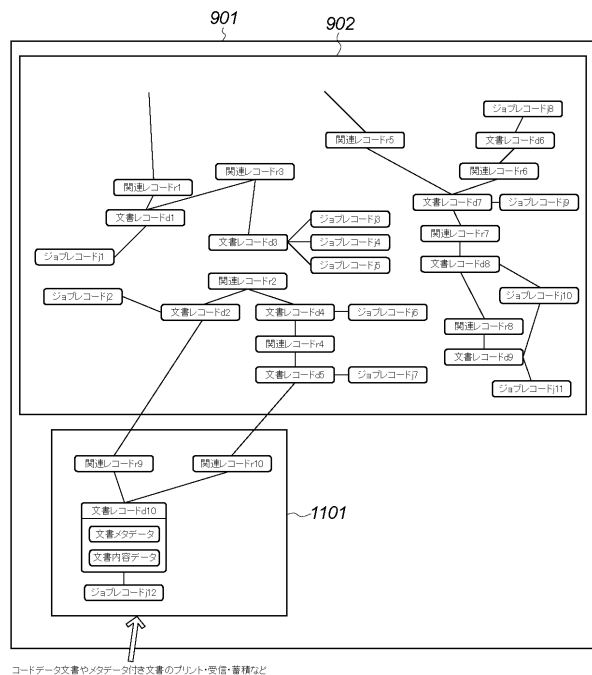 901
902
ジョブレコードj8
関連レコードr5
文書レコードd6
関連レコードr3
関連レコードr6
関連レコードr1
文書レコードd7
ジョブレコードj9
文書レコードd1
ジョブレコードj3
関連レコードr7
文書レコードd3
ジョブレコードj4
ジョブレコードj1
ジョブレコードj5
文書レコードd8
関連レコードr2
ジョブレコードj2
ジョブレコードj10
文書レコードd2
文書レコードd4
ジョブレコードj6
関連レコードr8
関連レコードr4
文書レコードd9
文書レコードd5
ジョブレコードj7
ジョブレコードj11
関連レコードr9
関連レコードr10
文書レコードd10
1101
文書メタデータ
文書内容データ
ジョブレコードj12
コードデータ文書やメタデータ付き文書のプリント・受信・蓄積など